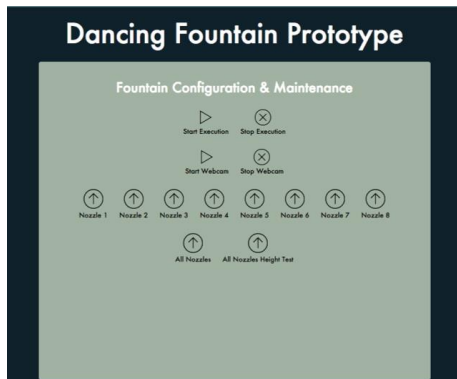 Dancing Fountain Prototype
Fountain Configuration & Maintenance
Start Execution Stop Execution
Start Webcam Stop Webcam
Nozzle 1 Nozzle 2 Nozzle 3 Nozzle 4 Nozzle 5 Nozzle 6 Nozzle 7 Nozzle 8
All Nozzles All Nozzles Height Test